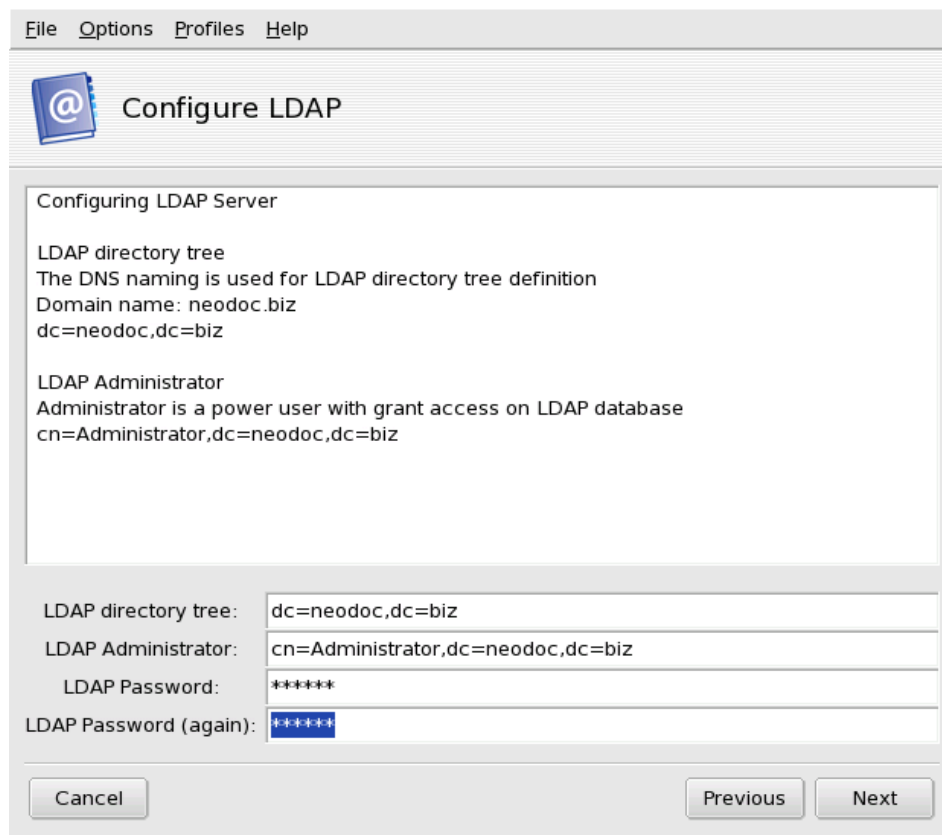 File Options Profiles Help
@
Configure LDAP
Configuring LDAP Server
LDAP directory tree
The DNS naming is used for LDAP directory tree definition
Domain name: neodoc.biz
dc=neodoc,dc=biz
LDAP Administrator
Administrator is a power user with grant access on LDAP database
cn=Administrator,dc=neodoc,dc=biz
LDAP directory tree: dc=neodoc,dc=biz
LDAP Administrator: cn=Administrator,dc=neodoc,dc=biz
LDAP Password: ******
LDAP Password (again): ******
Cancel Previous Next